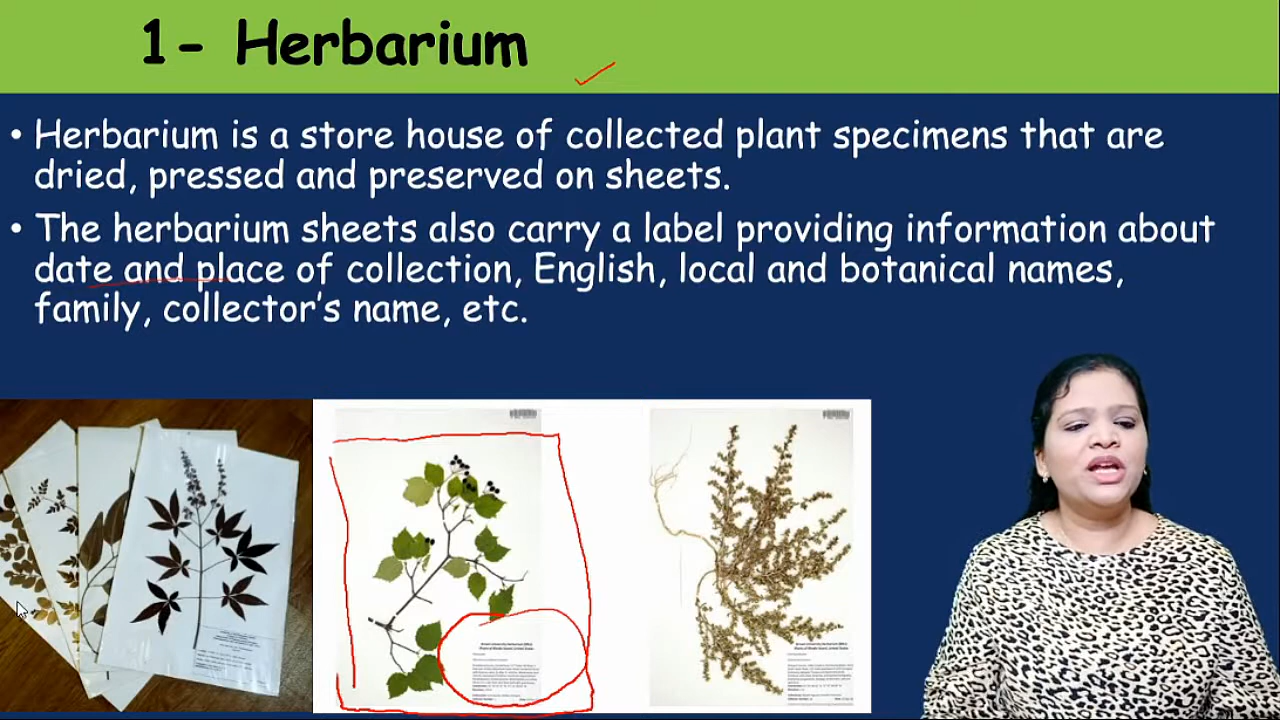 1- Herbarium
• Herbarium is a store house of collected plant specimens that are
dried, pressed and preserved on sheets.
• The herbarium sheets also carry a label providing information about
date and place of collection, English, local and botanical names,
family, collector's name, etc.